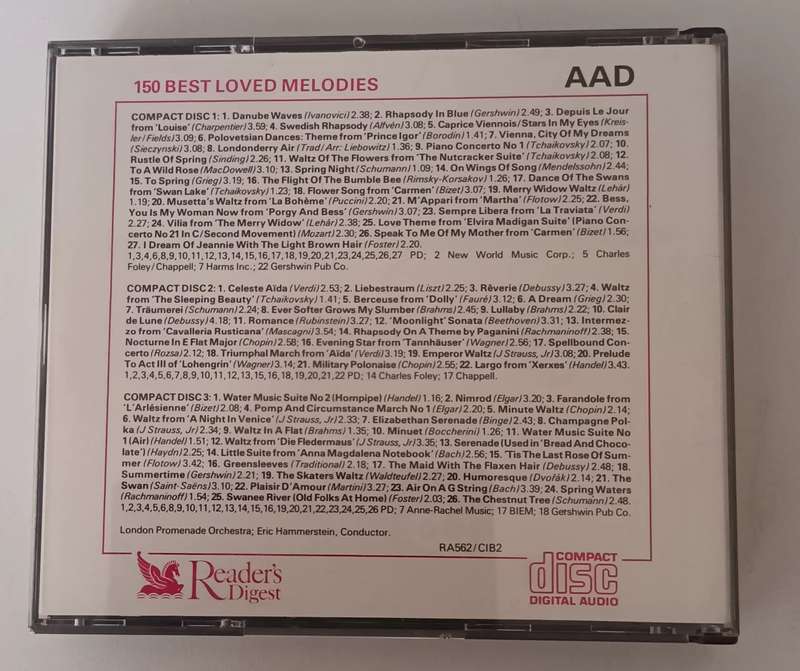 150 BEST LOVED MELODIES
AAD
COMPACT DISC 1: 1. Danube Waves (Ivanovici) 2.38; 2. Rhapsody In Blue (Gershwin) 2.49; 3. Depuis Le Jour
from 'Louise' (Charpentier) 3.59; 4. Swedish Rhapsody (Alfvén) 3.08; 5. Caprice Viennois/Stars In My Eyes (Kreis-
ler/Fields) 3.09; 6. Polovetsian Dances: Theme from 'Prince Igor' (Borodin) 1.41; 7. Vienna, City Of My Dreams
(Sieczynski) 3.08; 8. Londonderry Air (Trad/Arr: Liebowitz) 1.36; 9. Piano Concerto No 1 (Tchaikovsky) 2.07; 10.
Rustle Of Spring (Sinding) 2.26; 11. Waltz Of The Flowers from 'The Nutcracker Suite' (Tchaikovsky) 2.08; 12.
To A Wild Rose (MacDowell) 3.10; 13. Spring Night (Schumann) 1.09; 14. On Wings Of Song (Mendelssohn) 2.44;
15. To Spring (Grieg) 3.19; 16. The Flight Of The Bumble Bee (Rimsky-Korsakov) 1.26; 17. Dance Of The Swans
from 'Swan Lake' (Tchaikovsky) 1.23; 18. Flower Song from 'Carmen' (Bizet) 3.07; 19. Merry Widow Waltz (Lehár)
1.19; 20. Musetta's Waltz from 'La Bohème' (Puccini) 2.20; 21. M'Appari from 'Martha' (Flotow) 2.25; 22. Bess,
You Is My Woman Now from 'Porgy And Bess' (Gershwin) 3.07; 23. Sempre Libera from 'La Traviata' (Verdi)
2.27; 24. Vilia from 'The Merry Widow' (Lehár) 2.38; 25. Love Theme from 'Elvira Madigan Suite' (Piano Con-
certo No 21 In C/Second Movement) (Mozart) 2.30; 26. Speak To Me Of My Mother from 'Carmen' (Bizet) 1.56;
27. I Dream Of Jeannie With The Light Brown Hair (Foster) 2.20.
1,3,4,6,8,9,10,11,12,13,14,15,16,17,18,19,20,21,23,24,25,26,27 PD; 2 New World Music Corp.; 5 Charles
Foley/Chappell; 7 Harms Inc.; 22 Gershwin Pub Co.
COMPACT DISC 2: 1. Celeste Aïda (Verdi) 2.53; 2. Liebestraum (Liszt) 2.25; 3. Rêverie (Debussy) 3.27; 4. Waltz
from 'The Sleeping Beauty' (Tchaikovsky) 1.41; 5. Berceuse from 'Dolly' (Fauré) 3.12; 6. A Dream (Grieg) 2.30;
7. Träumerei (Schumann) 2.24; 8. Ever Softer Grows My Slumber (Brahms) 2.45; 9. Lullaby (Brahms) 2.22; 10. Clair
de Lune (Debussy) 4.18; 11. Romance (Rubinstein) 3.27; 12. 'Moonlight' Sonata (Beethoven) 3.31; 13. Intermez-
zo from 'Cavalleria Rusticana' (Mascagni) 3.54; 14. Rhapsody On A Theme by Paganini (Rachmaninoff) 2.38; 15.
Nocturne In E Flat Major (Chopin) 2.58; 16. Evening Star from 'Tannhäuser' (Wagner) 2.56; 17. Spellbound Con-
certo (Rozsa) 2.12; 18. Triumphal March from 'Aïda' (Verdi) 3.19; 19. Emperor Waltz (J Strauss, Jr) 3.08; 20. Prelude
To Act III of 'Lohengrin' (Wagner) 3.14; 21. Military Polonaise (Chopin) 2.55; 22. Largo from 'Xerxes' (Handel) 3.43.
1,2,3,4,5,6,7,8,9,10,11,12,13,15,16,18,19,20,21,22 PD; 14 Charles Foley; 17 Chappell.
COMPACT DISC 3: 1. Water Music Suite No 2 (Hornpipe) (Handel) 1.16; 2. Nimrod (Elgar) 3.20; 3. Farandole from
'L'Arlésienne' (Bizet) 2.08; 4. Pomp And Circumstance March No 1 (Elgar) 2.20; 5. Minute Waltz (Chopin) 2.14;
6. Waltz from 'A Night In Venice' (J Strauss, Jr) 2.33; 7. Elizabethan Serenade (Binge) 2.43; 8. Champagne Pol-
ka (J Strauss, Jr) 2.34; 9. Waltz In A Flat (Brahms) 1.35; 10. Minuet (Boccherini) 1.26; 11. Water Music Suite No
1 (Air) (Handel) 1.51; 12. Waltz from 'Die Fledermaus' (J Strauss, Jr) 3.35; 13. Serenade (Used in 'Bread And Choco-
late') (Haydn) 2.25; 14. Little Suite from 'Anna Magdalena Notebook' (Bach) 2.56; 15. 'Tis The Last Rose Of Sum-
mer (Flotow) 3.42; 16. Greensleeves (Traditional) 2.18; 17. The Maid With The Flaxen Hair (Debussy) 2.48; 18.
Summertime (Gershwin) 2.21; 19. The Skaters Waltz (Waldteufel) 2.27; 20. Humoresque (Dvořák) 2.14; 21. The
Swan (Saint-Saëns) 3.10; 22. Plaisir D'Amour (Martini) 3.27; 23. Air On A G String (Bach) 3.39; 24. Spring Waters
(Rachmaninoff) 1.54; 25. Swanee River (Old Folks At Home) (Foster) 2.03; 26. The Chestnut Tree (Schumann) 2.48.
1,2,3,4,5,6,8,9,10,11,12,13,14,15,16,19,20,21,22,23,24,25,26 PD; 7 Anne-Rachel Music; 17 BIEM; 18 Gershwin Pub Co.
London Promenade Orchestra; Eric Hammerstein, Conductor.
RA562/CIB2
Reader's
Digest
COMPACT
disc
DIGITAL AUDIO